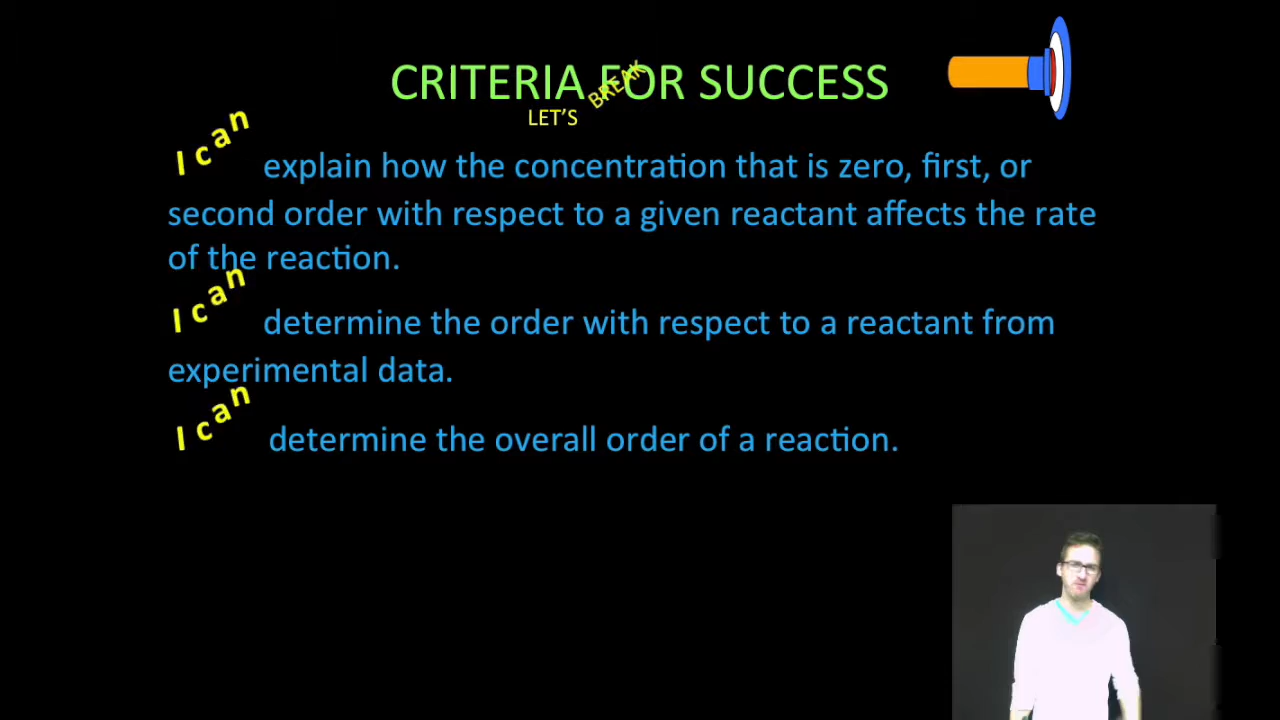 CRITERIA FOR SUCCESS
LET'S BREAK
I can explain how the concentration that is zero, first, or
second order with respect to a given reactant affects the rate
of the reaction.
I can determine the order with respect to a reactant from
experimental data.
I can determine the overall order of a reaction.